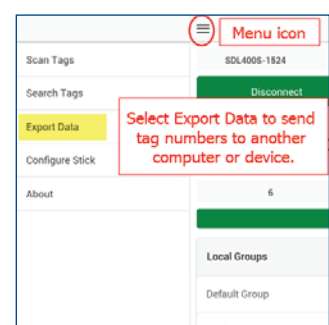 Menu icon
Scan Tags
SDL400S-1524
Search Tags
Disconnect
Export Data
Select Export Data to send
tag numbers to another
computer or device.
Configure Stick
About
6
Local Groups
Default Group